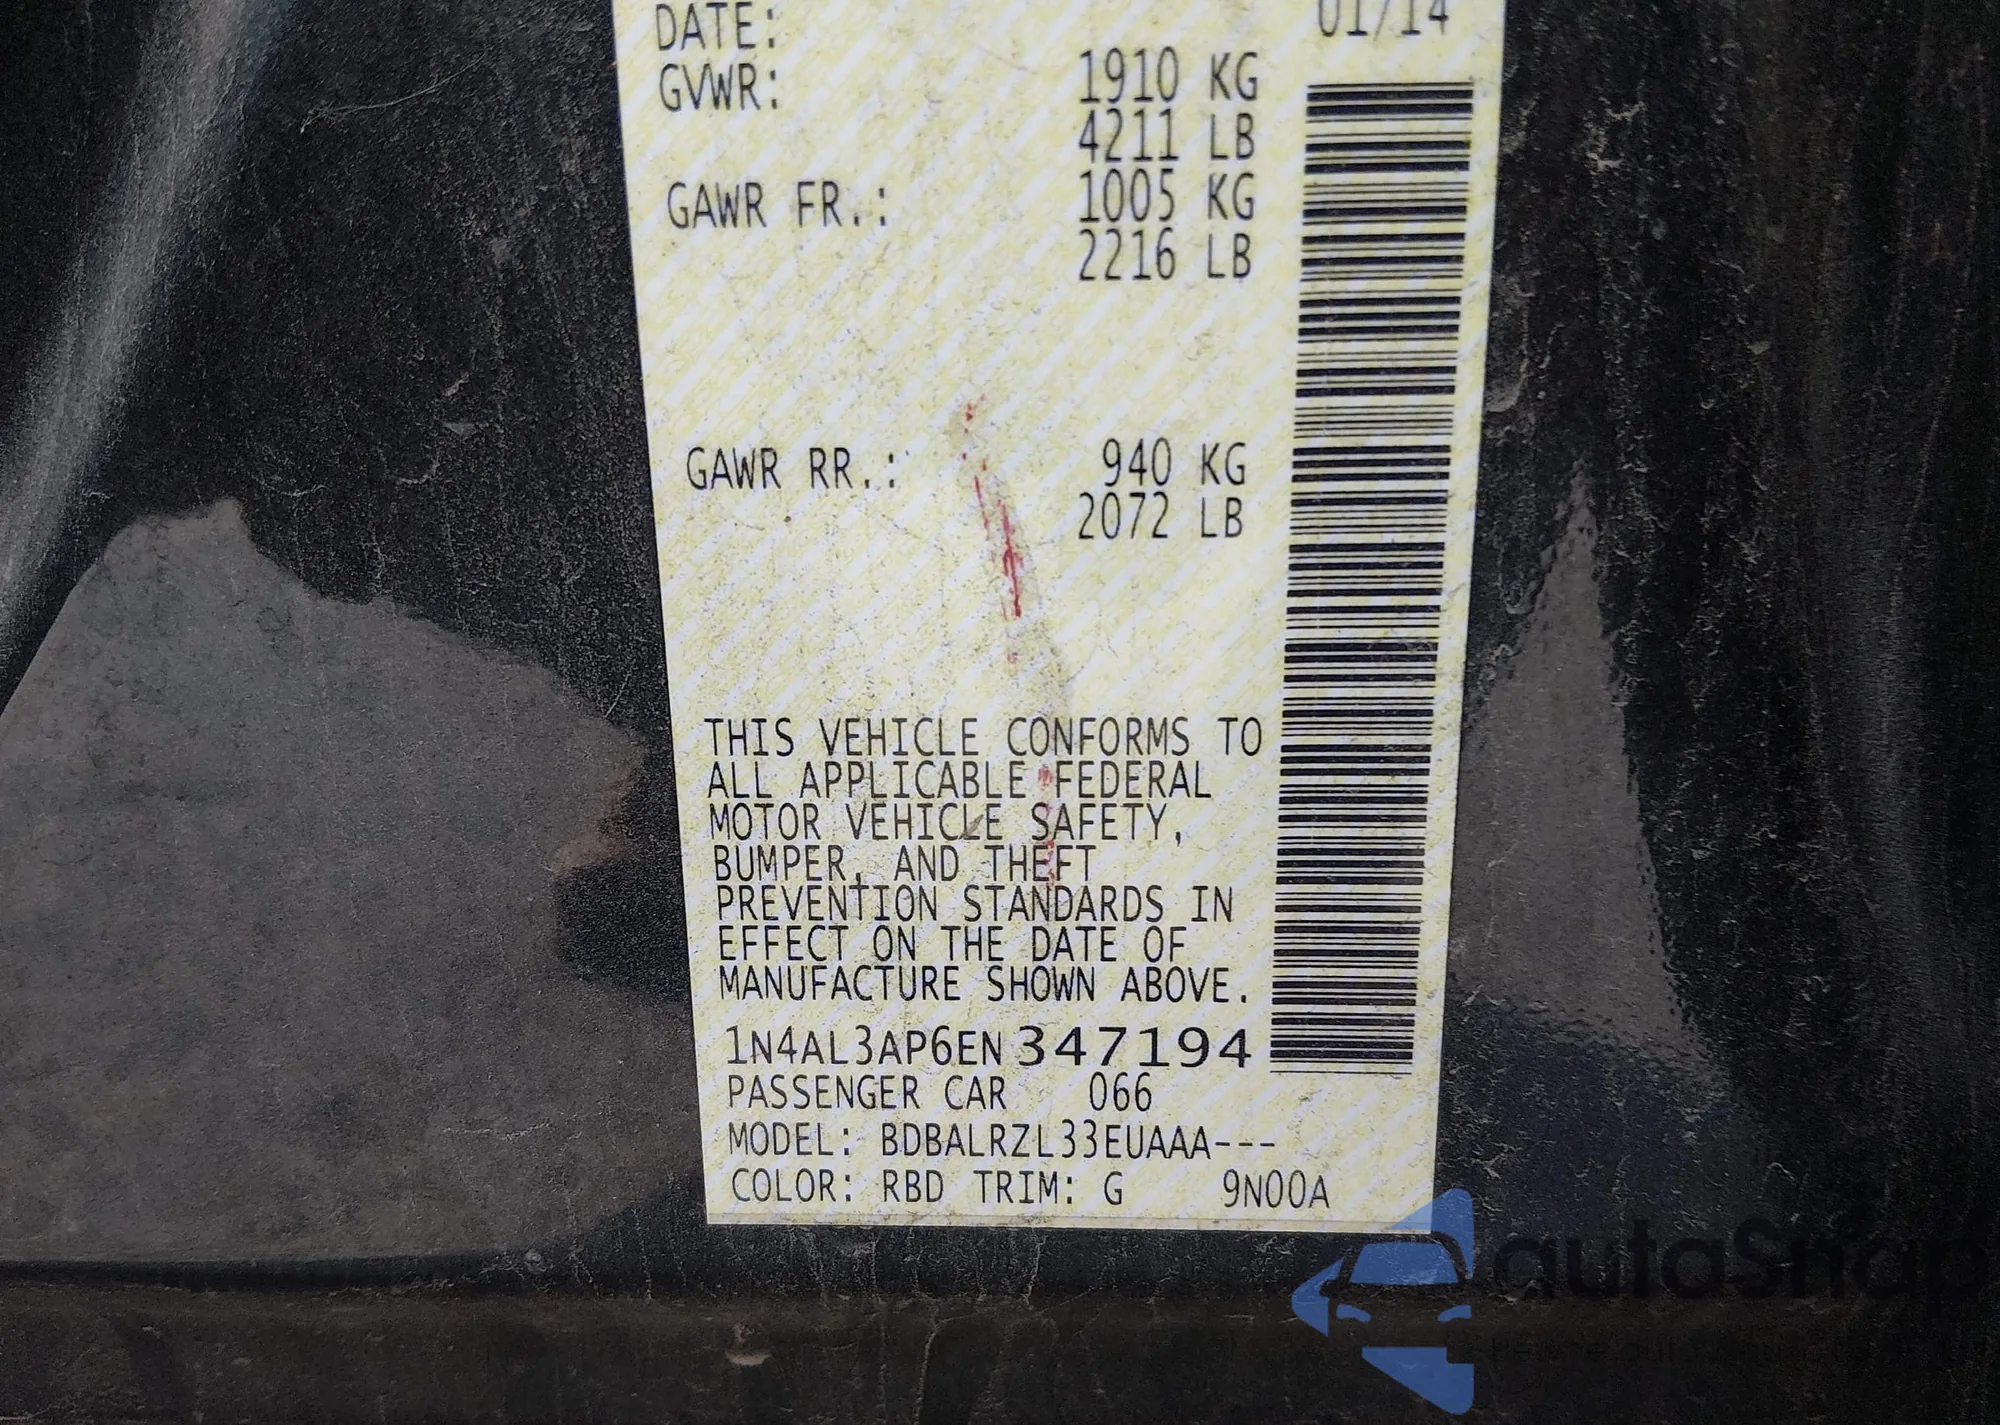 DATE: 01/14
GVWR: 1910 KG
4211 LB
GAWR FR.: 1005 KG
2216 LB
GAWR RR.: 940 KG
2072 LB
THIS VEHICLE CONFORMS TO
ALL APPLICABLE FEDERAL
MOTOR VEHICLE SAFETY,
BUMPER, AND THEFT
PREVENTION STANDARDS IN
EFFECT ON THE DATE OF
MANUFACTURE SHOWN ABOVE.
1N4AL3AP6EN347194
PASSENGER CAR 066
MODEL: BDBALRZL33EUAAA---
COLOR: RBD TRIM: G 9N00A
autoSnap